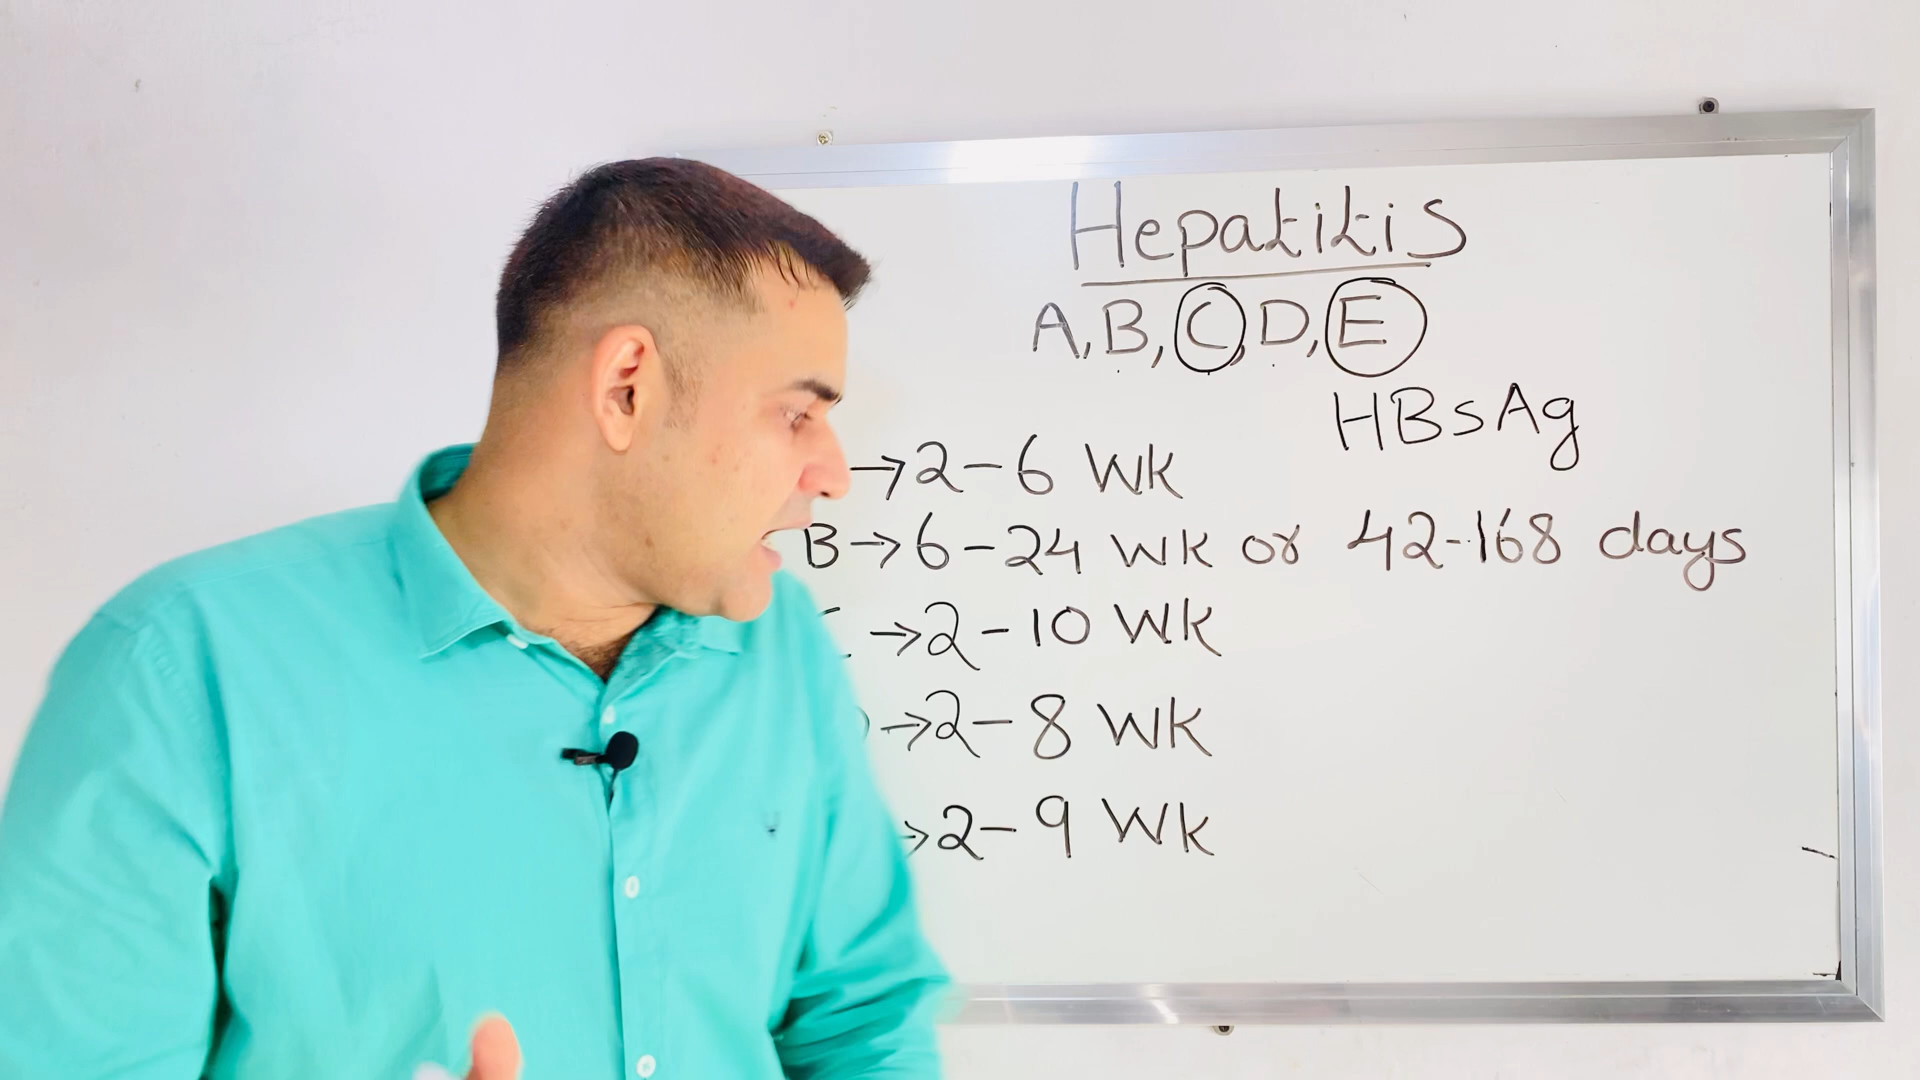 Hepatitis
A, B, C, D, E
HBsAg
→ 2-6 WK
B → 6-24 WK or 42-168 days
→ 2-10 WK
→ 2-8 WK
→ 2-9 WK